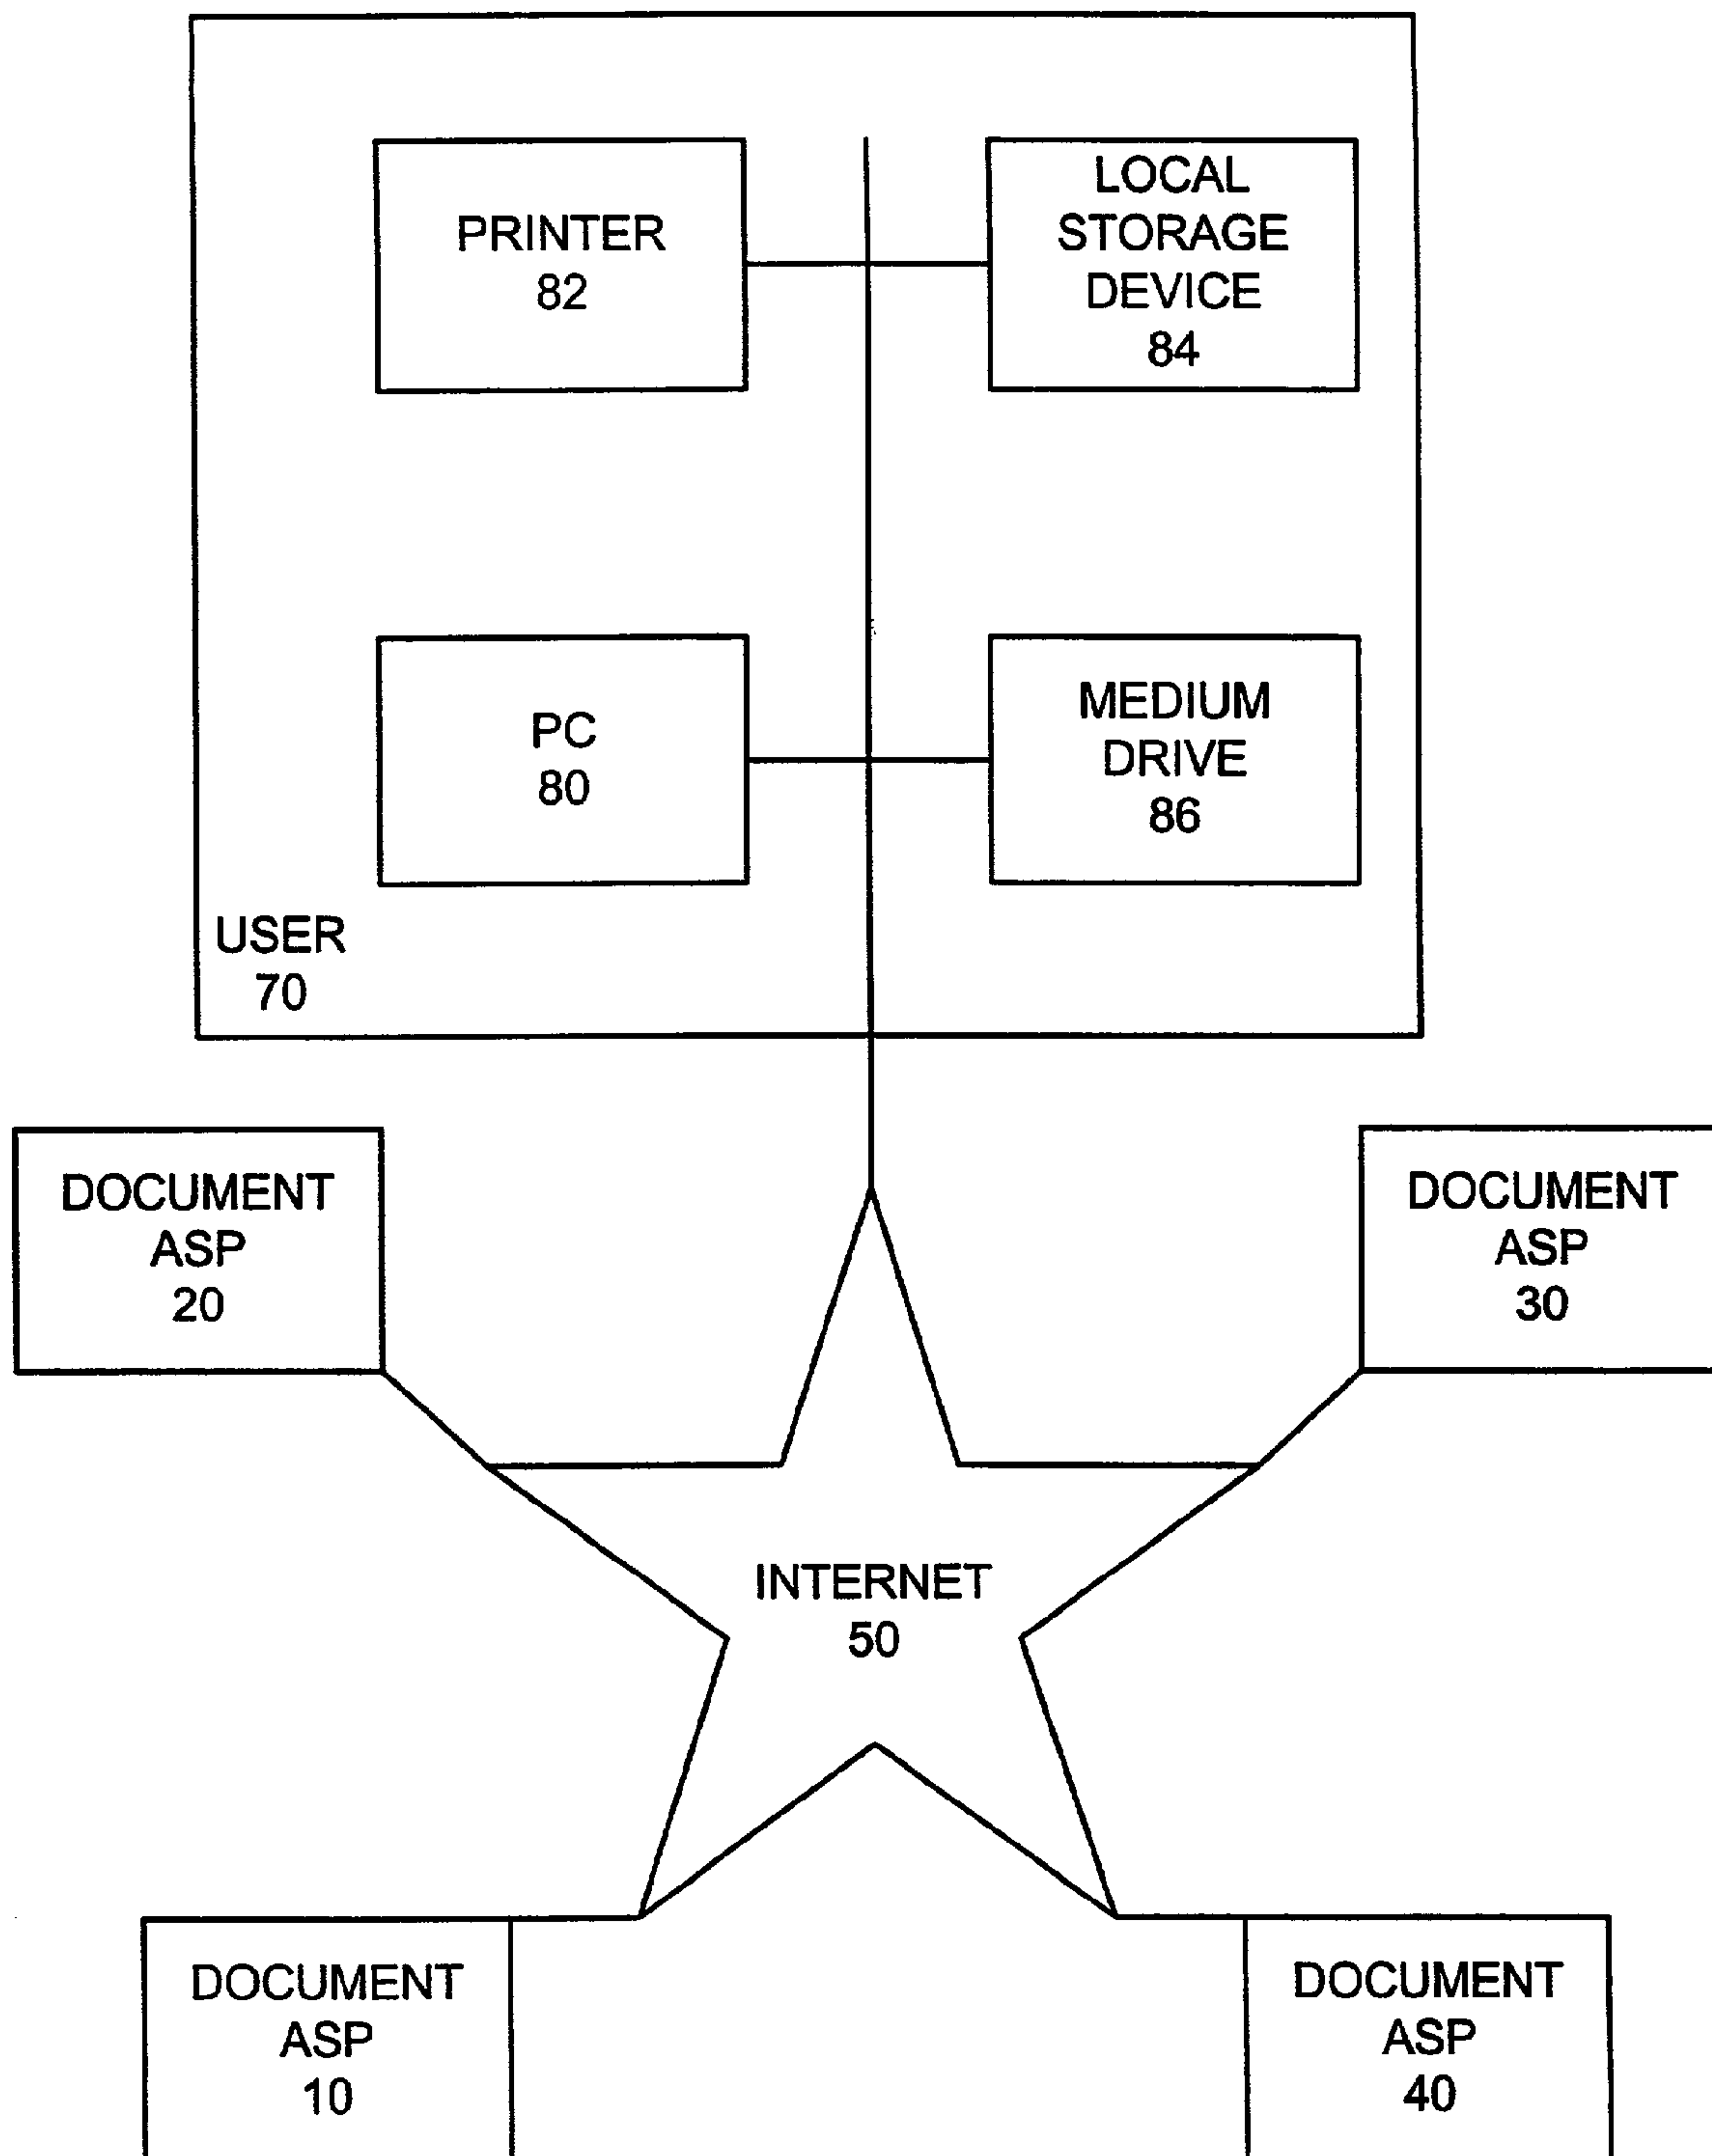 PRINTER
82
LOCAL
STORAGE
DEVICE
84
PC
80
MEDIUM
DRIVE
86
USER
70
DOCUMENT
ASP
20
DOCUMENT
ASP
30
INTERNET
50
DOCUMENT
ASP
10
DOCUMENT
ASP
40